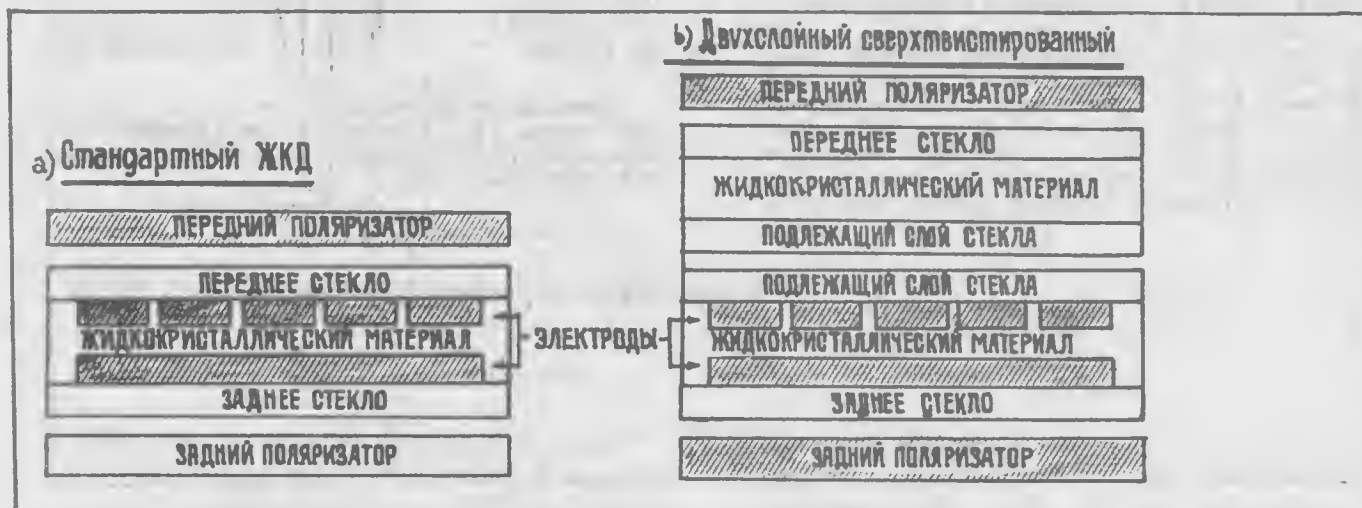 a) Стандартный ЖКД
ПЕРЕДНИЙ ПОЛЯРИЗАТОР
ПЕРЕДНЕЕ СТЕКЛО
ЖИДКОКРИСТАЛЛИЧЕСКИЙ МАТЕРИАЛ
ЗАДНЕЕ СТЕКЛО
ЗАДНИЙ ПОЛЯРИЗАТОР
ЭЛЕКТРОДЫ
b) Двухслойный сверхтвистированный
ПЕРЕДНИЙ ПОЛЯРИЗАТОР
ПЕРЕДНЕЕ СТЕКЛО
ЖИДКОКРИСТАЛЛИЧЕСКИЙ МАТЕРИАЛ
ПОДЛЕЖАЩИЙ СЛОЙ СТЕКЛА
ПОДЛЕЖАЩИЙ СЛОЙ СТЕКЛА
ЖИДКОКРИСТАЛЛИЧЕСКИЙ МАТЕРИАЛ
ЗАДНЕЕ СТЕКЛО
ЗАДНИЙ ПОЛЯРИЗАТОР